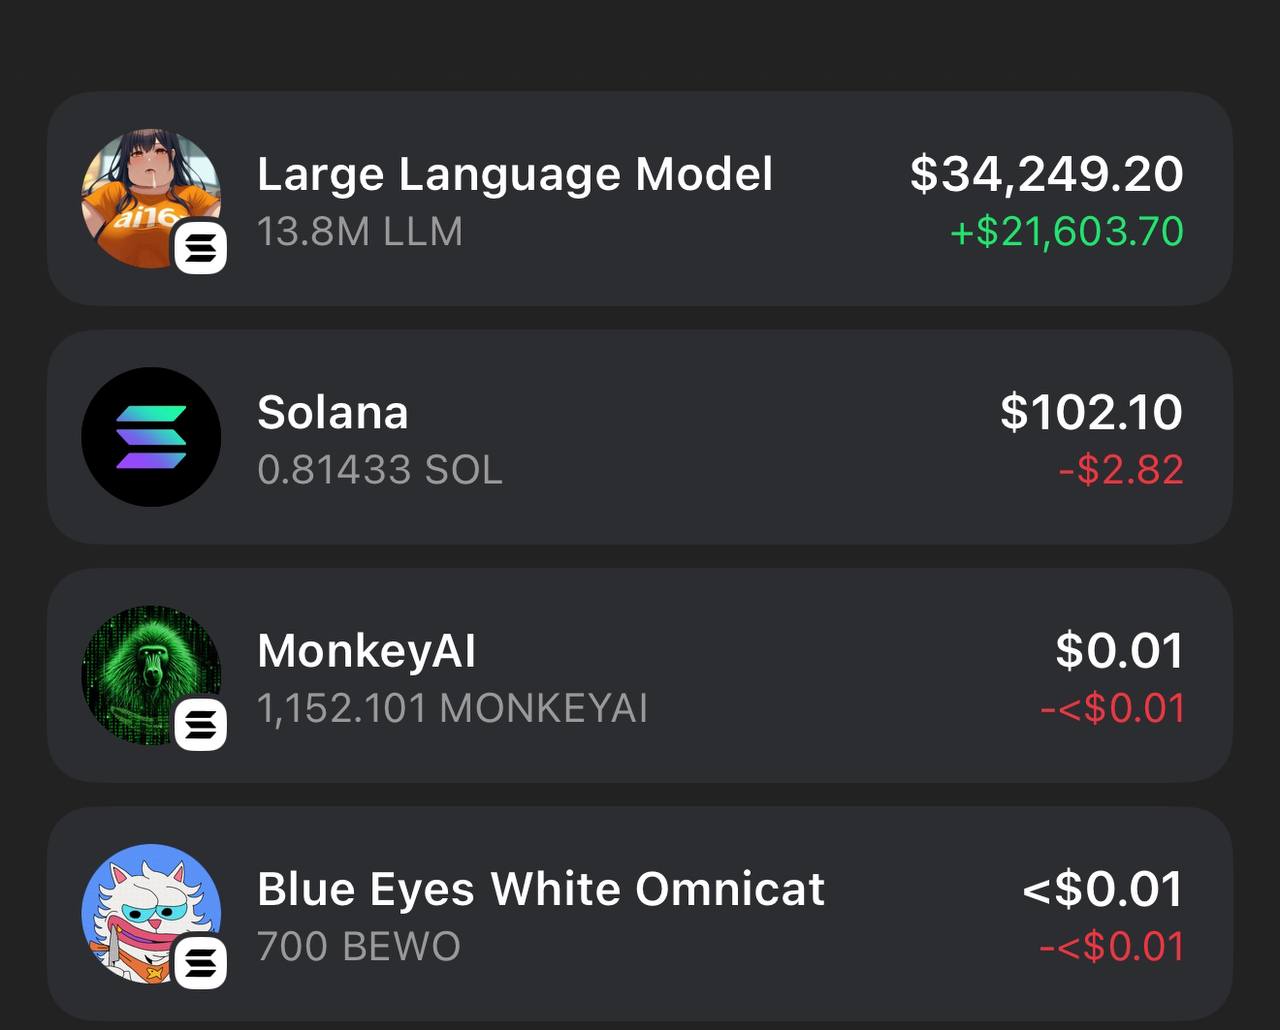 ai16
Large Language Model
$34,249.20
13.8M LLM
+$21,603.70
Solana
$102.10
0.81433 SOL
-$2.82
MonkeyAI
$0.01
1,152.101 MONKEYAI
-<$0.01
Blue Eyes White Omnicat
<$0.01
700 BEWO
-<$0.01